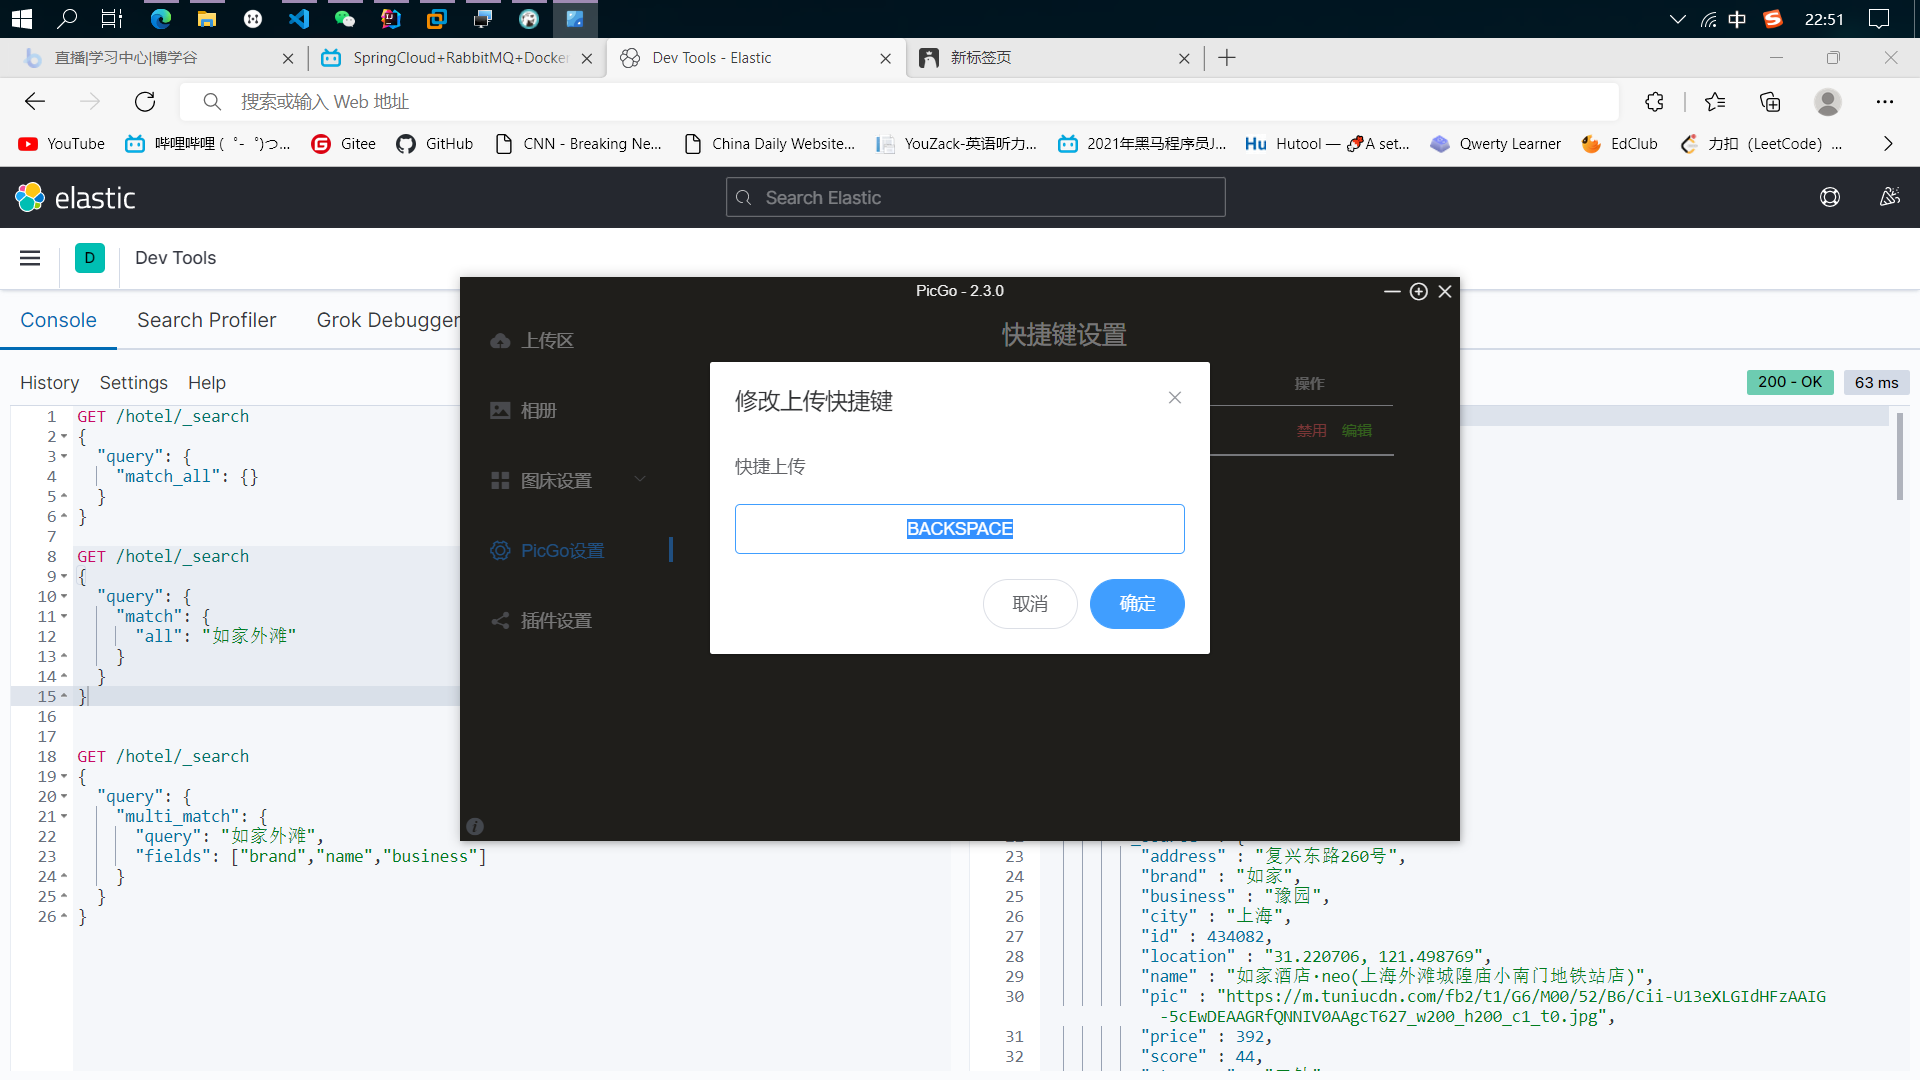 中
22:51
直播|学习中心|博学谷
SpringCloud+RabbitMQ+Docker
Dev Tools - Elastic
新标签页
搜索或输入 Web 地址
YouTube
哔哩哔哩 (゜-゜)つ...
Gitee
GitHub
CNN - Breaking Ne...
China Daily Website...
YouZack-英语听力...
2021年黑马程序员J...
Hu Hutool — A set...
Qwerty Learner
EdClub
力扣 (LeetCode) ...
elastic
Search Elastic
D
Dev Tools
Console
Search Profiler
Grok Debugger
History
Settings
Help
200 - OK
63 ms
1 GET /hotel/_search
2 {
3 "query": {
4 "match_all": {}
5 }
6 }
7
8 GET /hotel/_search
9 {
10 "query": {
11 "match": {
12 "all": "如家外滩"
13 }
14 }
15 }
16
17
18 GET /hotel/_search
19 {
20 "query": {
21 "multi_match": {
22 "query": "如家外滩",
23 "fields": ["brand","name","business"]
24 }
25 }
26 }
PicGo - 2.3.0
上传区
相册
图床设置
PicGo设置
插件设置
快捷键设置
操作
禁用 编辑
修改上传快捷键
快捷上传
BACKSPACE
取消
确定
23 "address" : "复兴东路260号",
24 "brand" : "如家",
25 "business" : "豫园",
26 "city" : "上海",
27 "id" : 434082,
28 "location" : "31.220706, 121.498769",
29 "name" : "如家酒店·neo(上海外滩城隍庙小南门地铁站店)",
30 "pic" : "https://m.tuniucdn.com/fb2/t1/G6/M00/52/B6/Cii-U13eXLGIdHFzAAIG
-5cEwDEAAGRfQNNIV0AAgcT627_w200_h200_c1_t0.jpg",
31 "price" : 392,
32 "score" : 44,